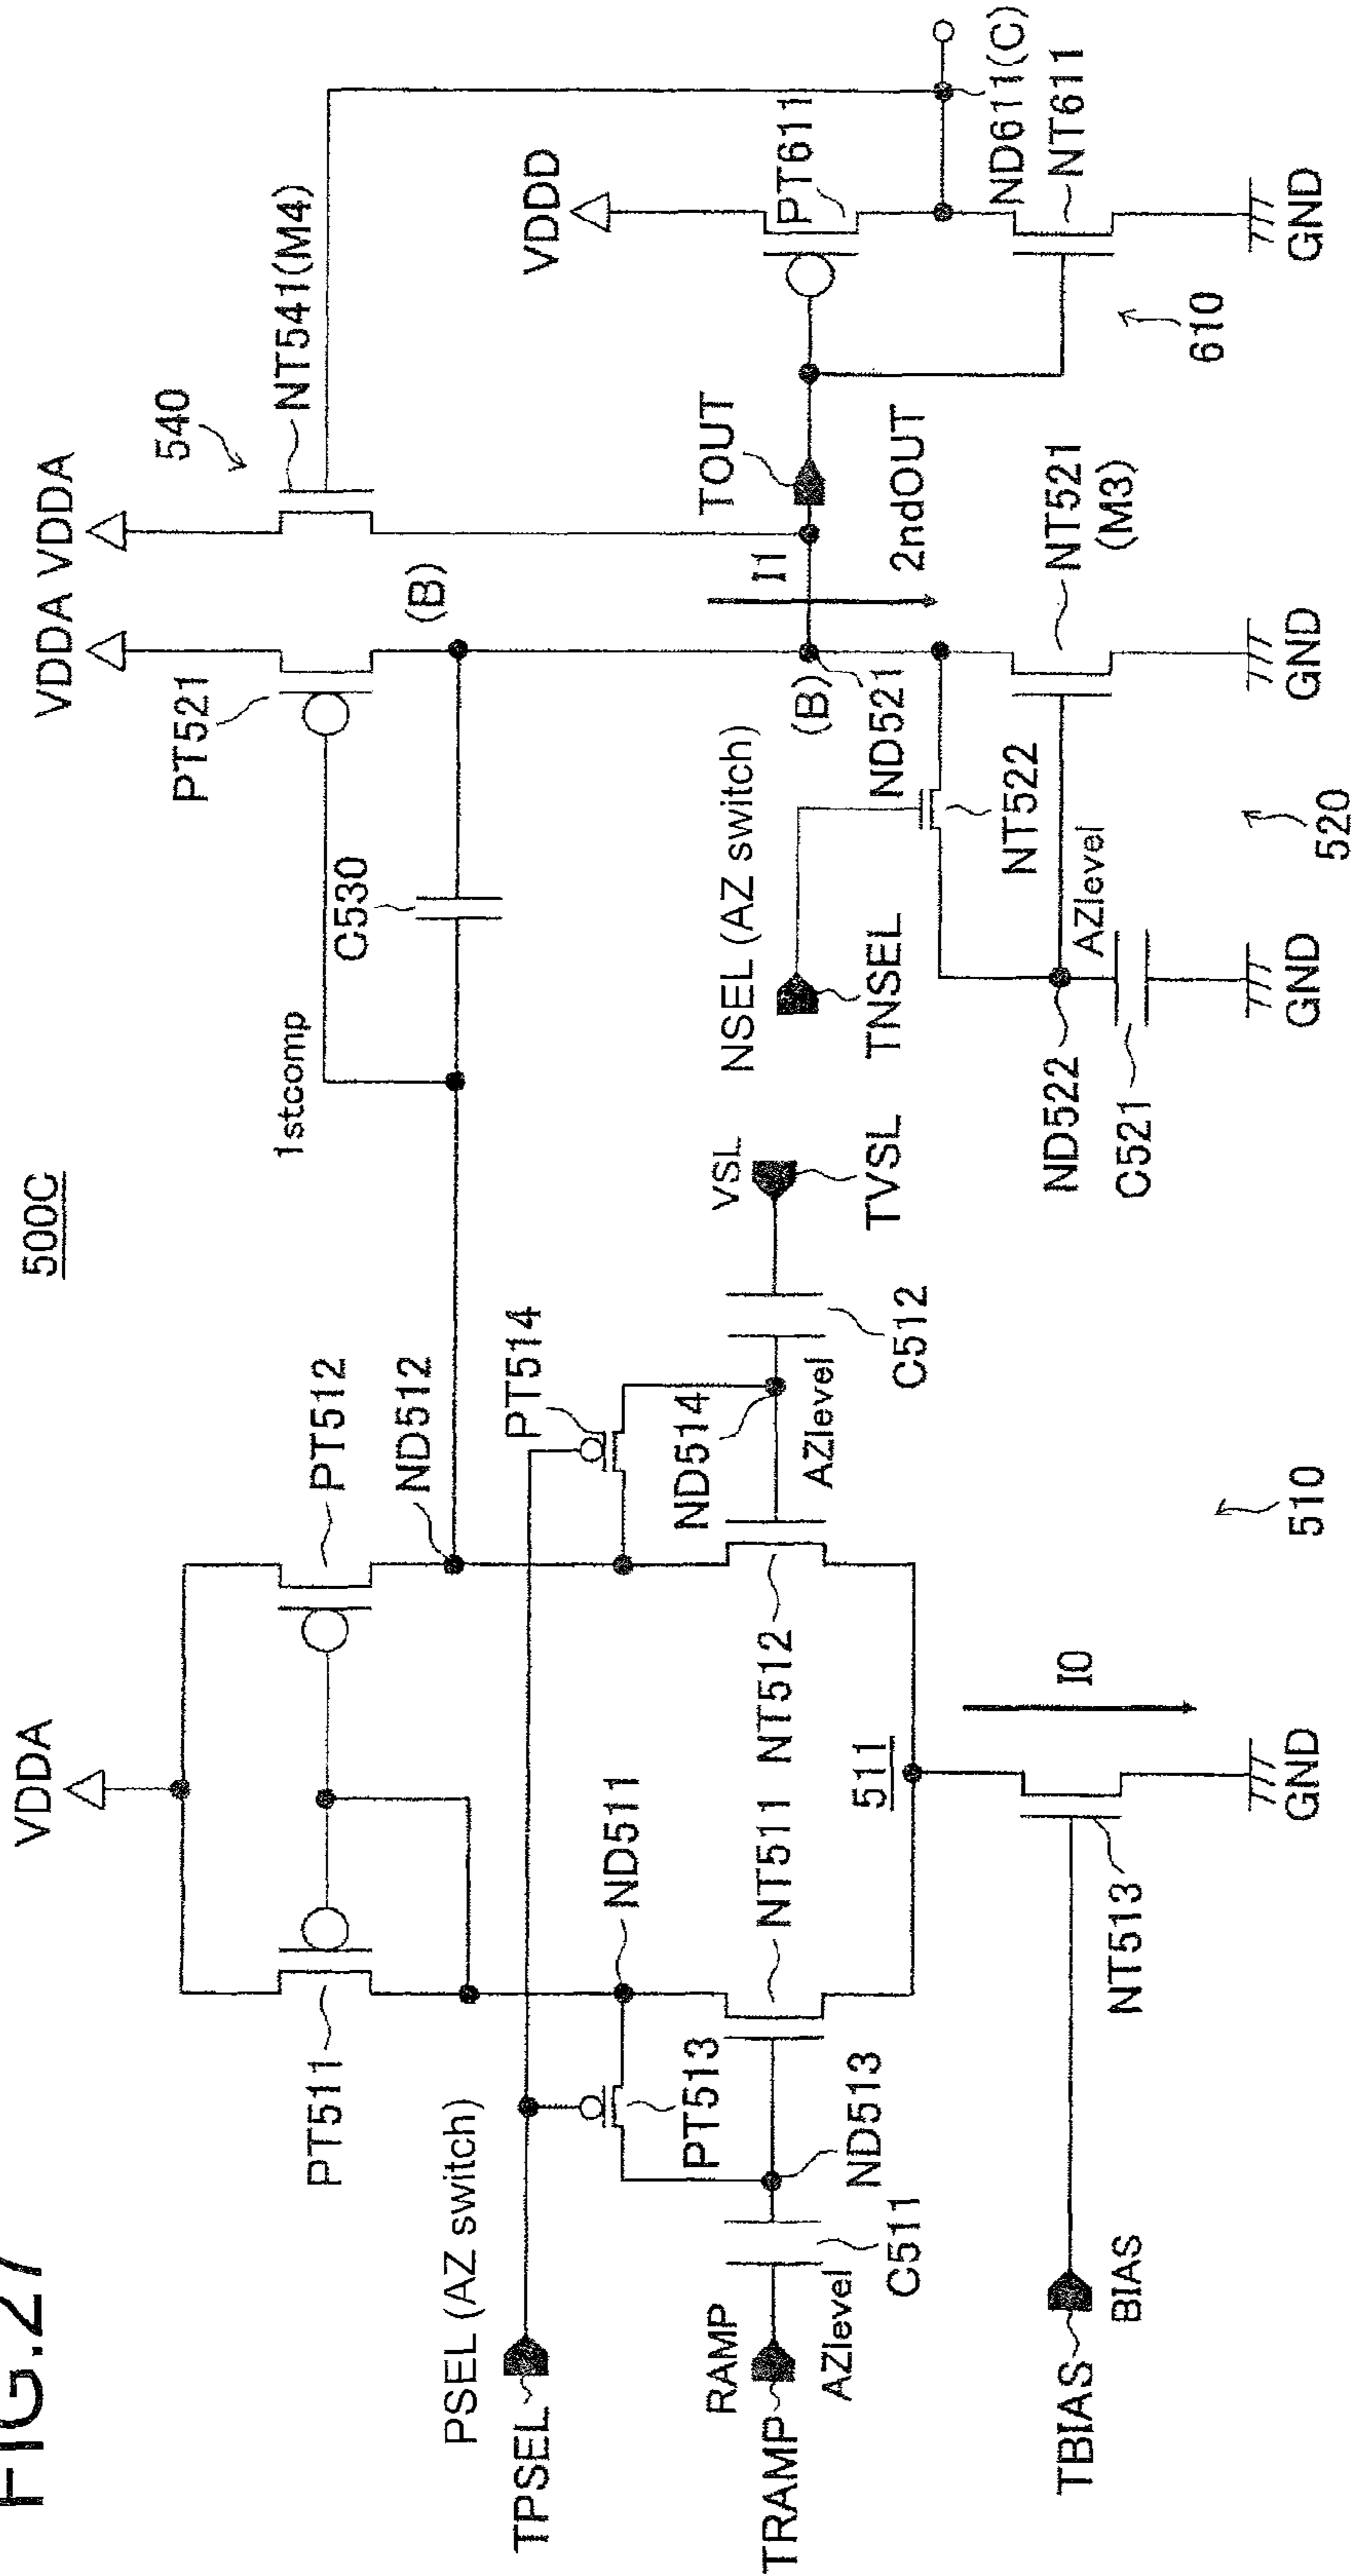 FIG.27
500C
VDDA
VDDA VDDA
PT511
PT512
ND512
1stcomp
PT521
C530
(B)
540
NT541(M4)
VDDD
PT611
ND611(C)
NT611
GND
610
PSEL (AZ switch)
TPSEL
ND511
PT513
PT514
RAMP
TRAMP
AZlevel
C511
ND513
NT511 NT512
511
ND514
AZlevel
C512
VSL
TVSL
NSEL (AZ switch)
TNSEL
(B)
ND521
NT522
I1
TOUT
2ndOUT
NT521
(M3)
GND
AZlevel
ND522
C521
GND
520
TBIAS
BIAS
NT513
I0
GND
510